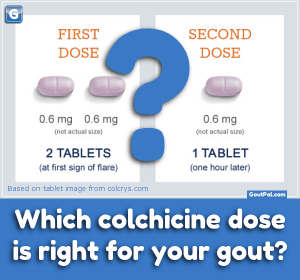 G
FIRST
DOSE
SECOND
DOSE
?
0.6 mg 0.6 mg
(not actual size)
0.6 mg
(not actual size)
2 TABLETS
(at first sign of flare)
1 TABLET
(one hour later)
Based on tablet image from colcrys.com
GoutPal.com
Which colchicine dose
is right for your gout?